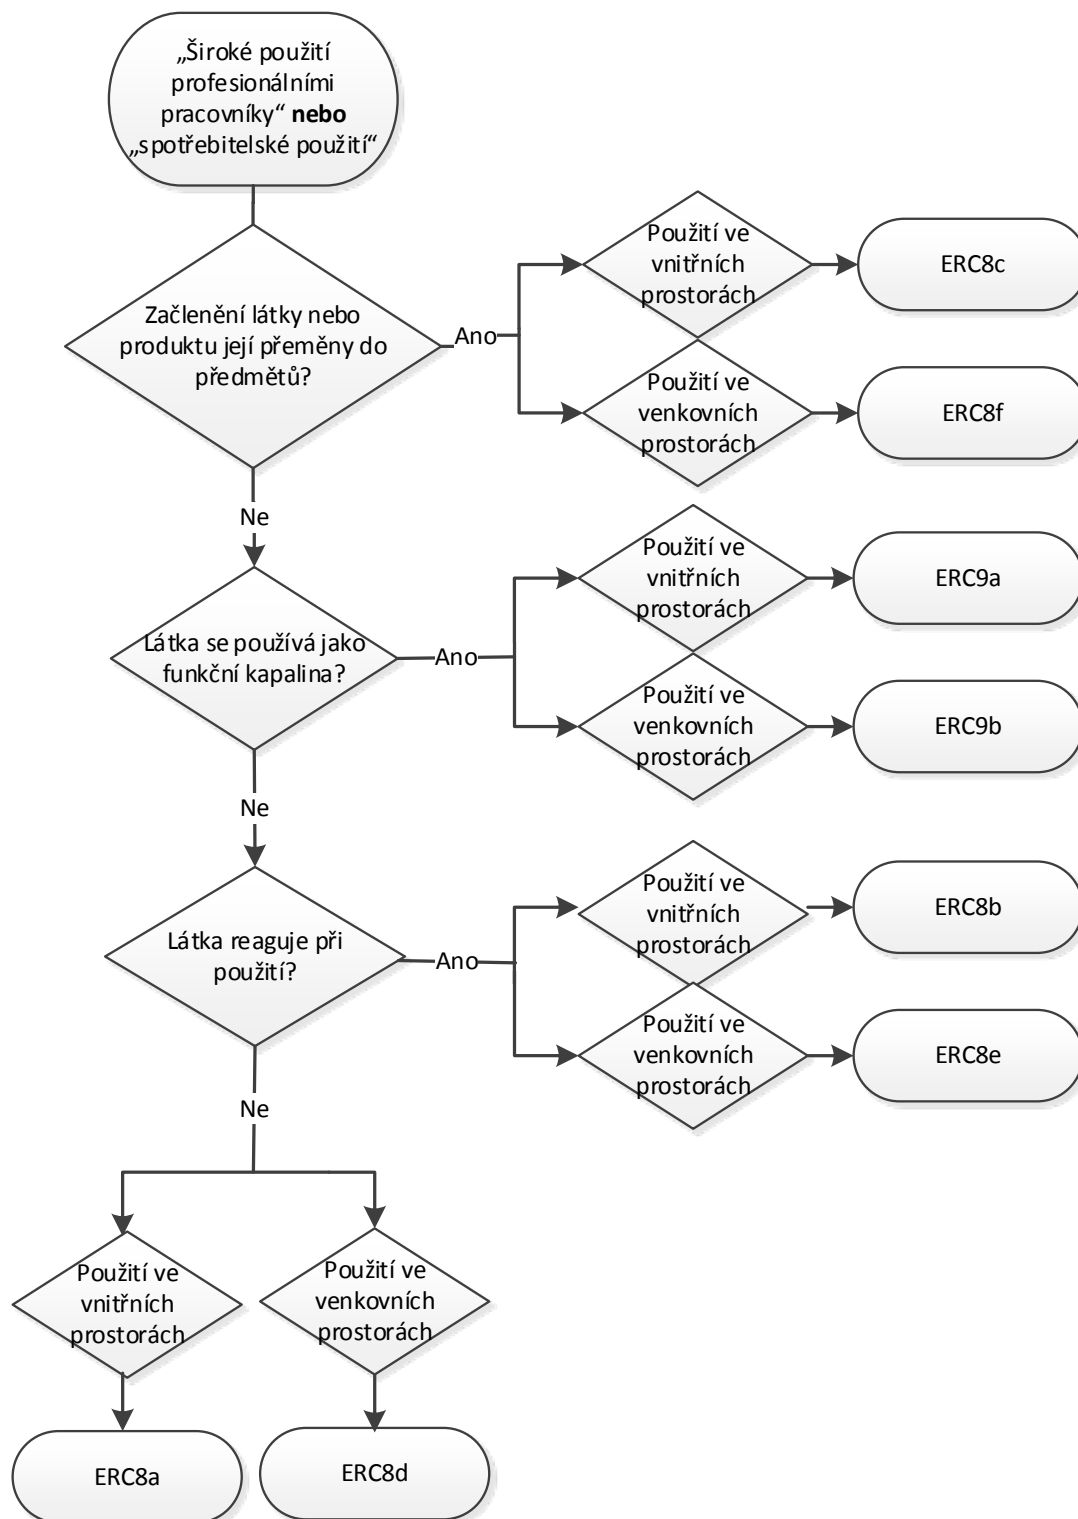 „Široké použití
profesionálními
pracovníky“ nebo
„spotřebitelské použití“
Začlenění látky nebo
produktu její přeměny do
předmětů?
Ano
Použití ve
vnitřních
prostorách
ERC8c
Použití ve
venkovních
prostorách
ERC8f
Ne
Látka se používá jako
funkční kapalina?
Ano
Použití ve
vnitřních
prostorách
ERC9a
Použití ve
venkovních
prostorách
ERC9b
Ne
Látka reaguje při
použití?
Ano
Použití ve
vnitřních
prostorách
ERC8b
Použití ve
venkovních
prostorách
ERC8e
Ne
Použití ve
vnitřních
prostorách
Použití ve
venkovních
prostorách
ERC8a
ERC8d